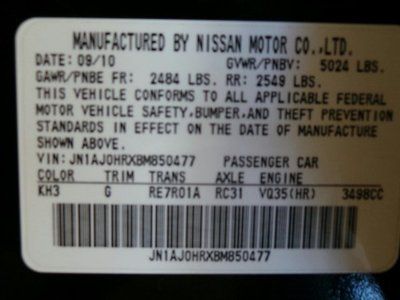 MANUFACTURED BY NISSAN MOTOR CO.,LTD.
DATE: 09/10 GVWR/PNBV: 5024 LBS.
GAWR/PNBE FR: 2484 LBS. RR: 2549 LBS.
THIS VEHICLE CONFORMS TO ALL APPLICABLE FEDERAL
MOTOR VEHICLE SAFETY, BUMPER, AND THEFT PREVENTION
STANDARDS IN EFFECT ON THE DATE OF MANUFACTURE
SHOWN ABOVE.
VIN: JN1AJ0HRXBM850477 PASSENGER CAR
COLOR TRIM TRANS AXLE ENGINE
KH3 G RE7R01A RC31 VQ35(HR) 3498CC
JN1AJ0HRXBM850477